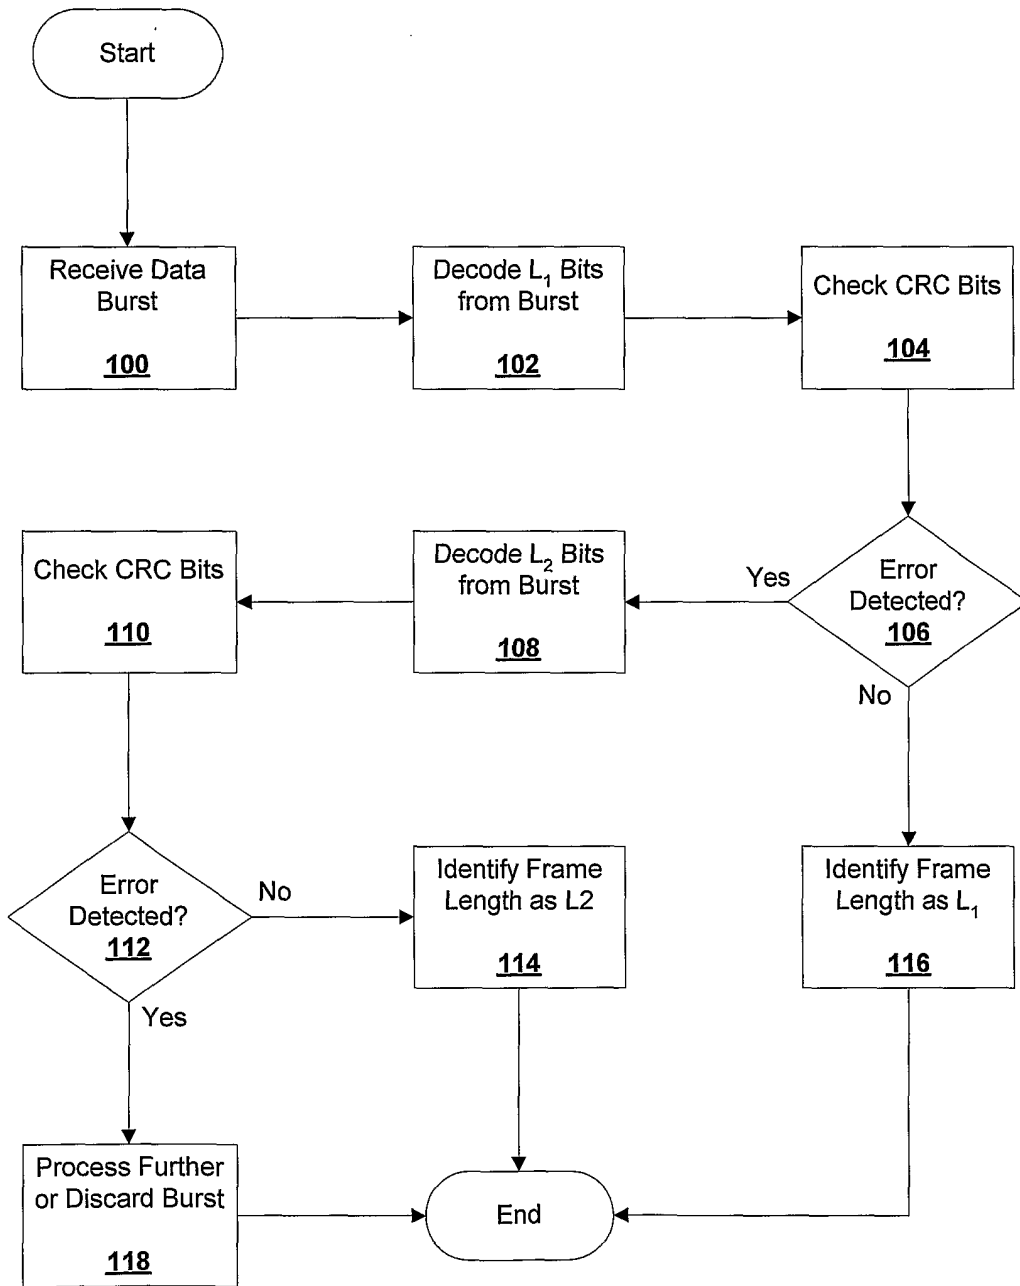 Start
Receive Data
Burst
100
Decode L₁ Bits
from Burst
102
Check CRC Bits
104
Check CRC Bits
110
Decode L₂ Bits
from Burst
108
Yes
Error
Detected?
106
No
Error
Detected?
112
No
Yes
Identify Frame
Length as L2
114
Identify Frame
Length as L₁
116
Process Further
or Discard Burst
118
End